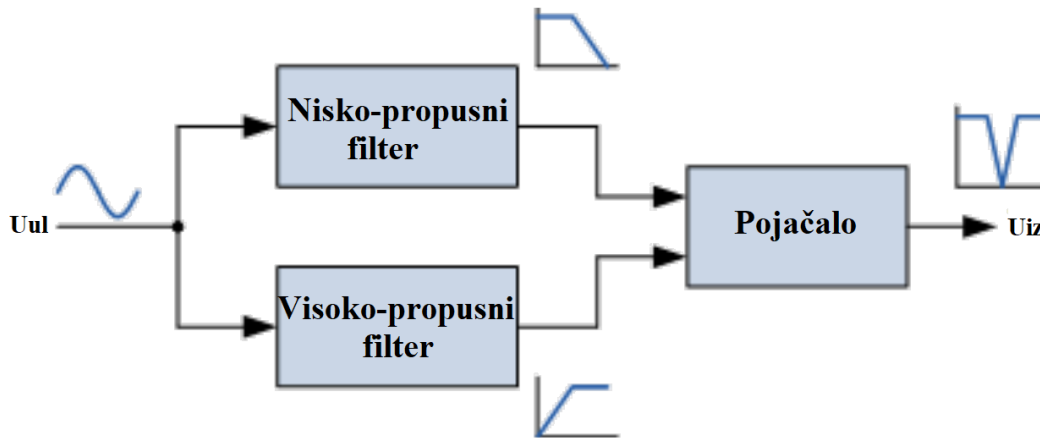 Nisko-propusni
filter
Uul
Pojačalo
Uiz
Visoko-propusni
filter